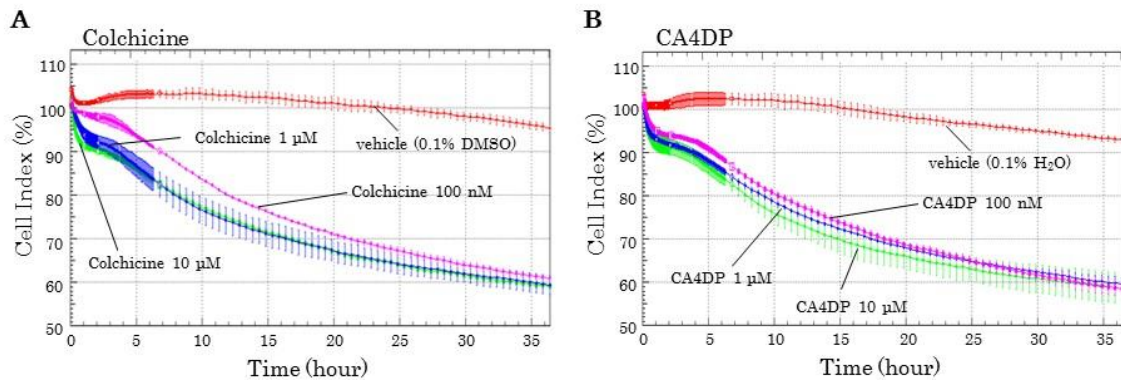 A
Colchicine
110
100
90
80
70
60
50
Cell Index (%)
Colchicine 1 µM
vehicle (0.1% DMSO)
Colchicine 100 nM
Colchicine 10 µM
0
5
10
15
20
25
30
35
Time (hour)
B
CA4DP
110
100
90
80
70
60
50
Cell Index (%)
vehicle (0.1% H₂O)
CA4DP 100 nM
CA4DP 1 µM
CA4DP 10 µM
0
5
10
15
20
25
30
35
Time (hour)